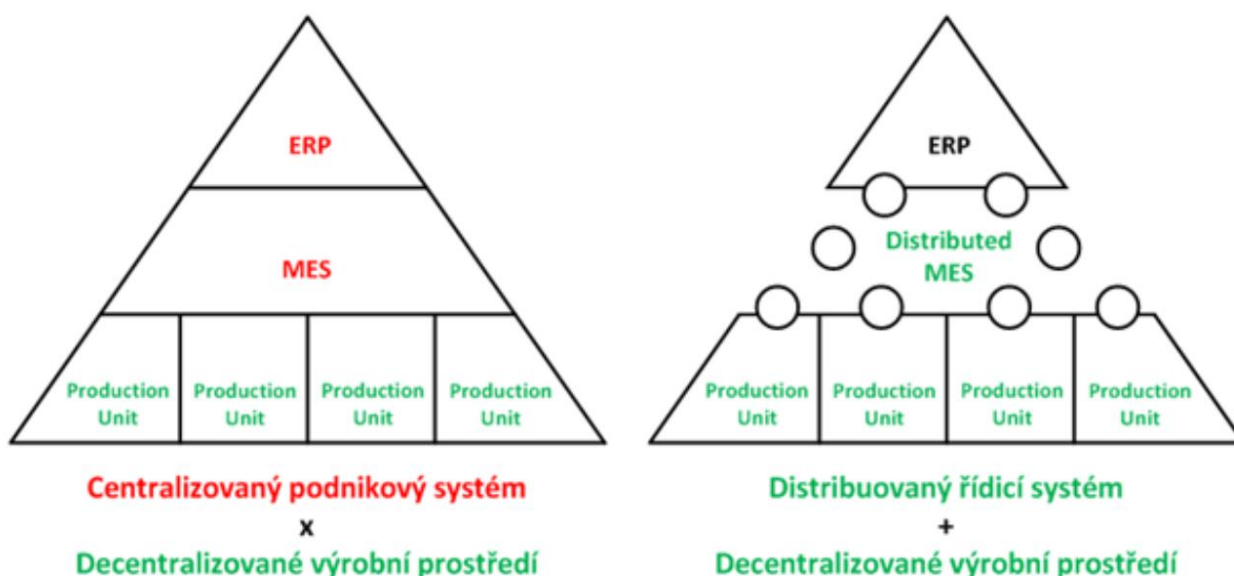 ERP
MES
Production
Unit
Production
Unit
Production
Unit
Production
Unit
Centralizovaný podnikový systém
x
Decentralizované výrobní prostředí
ERP
Distributed
MES
Production
Unit
Production
Unit
Production
Unit
Production
Unit
Distribuovaný řídicí systém
+
Decentralizované výrobní prostředí